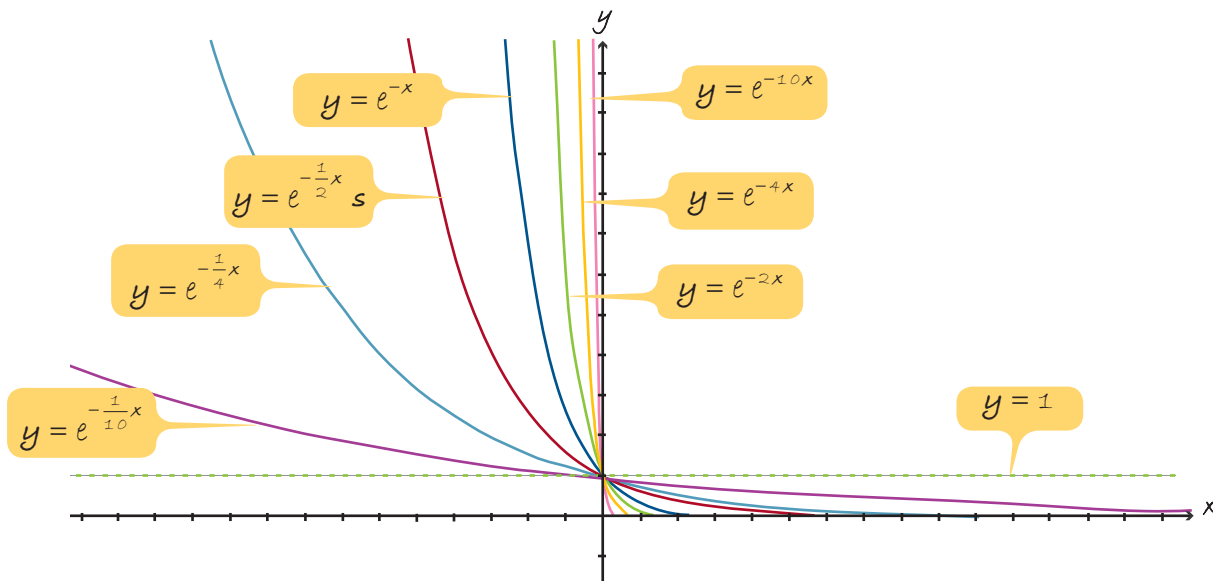 y
y = e^{-x}
y = e^{-10x}
y = e^{-\frac{1}{2}x} s
y = e^{-4x}
y = e^{-\frac{1}{4}x}
y = e^{-2x}
y = e^{-\frac{1}{10}x}
y = 1
x